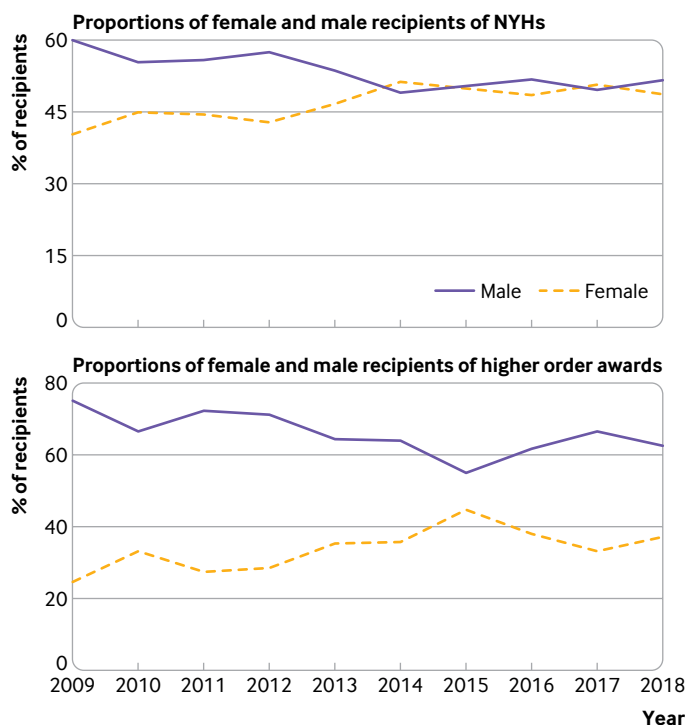 Proportions of female and male recipients of NYHs
% of recipients
60
45
30
15
0
Male
Female
Proportions of female and male recipients of higher order awards
% of recipients
80
60
40
20
0
2009 2010 2011 2012 2013 2014 2015 2016 2017 2018
Year